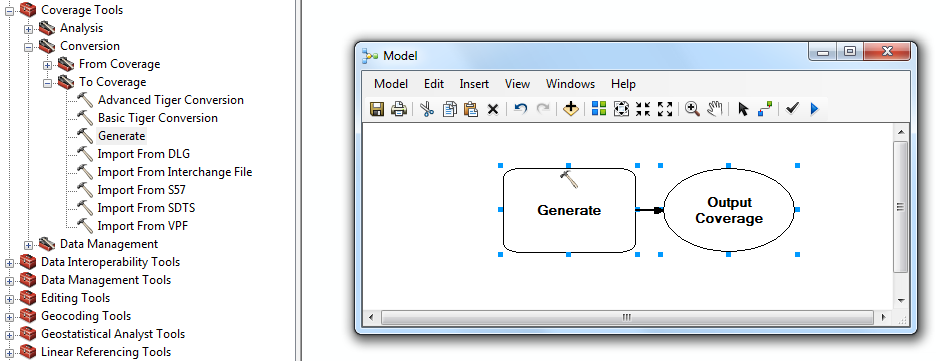 Coverage Tools
Analysis
Conversion
From Coverage
To Coverage
Advanced Tiger Conversion
Basic Tiger Conversion
Generate
Import From DLG
Import From Interchange File
Import From S57
Import From SDTS
Import From VPF
Data Management
Data Interoperability Tools
Data Management Tools
Editing Tools
Geocoding Tools
Geostatistical Analyst Tools
Linear Referencing Tools
Model
Model Edit Insert View Windows Help
Generate
Output
Coverage